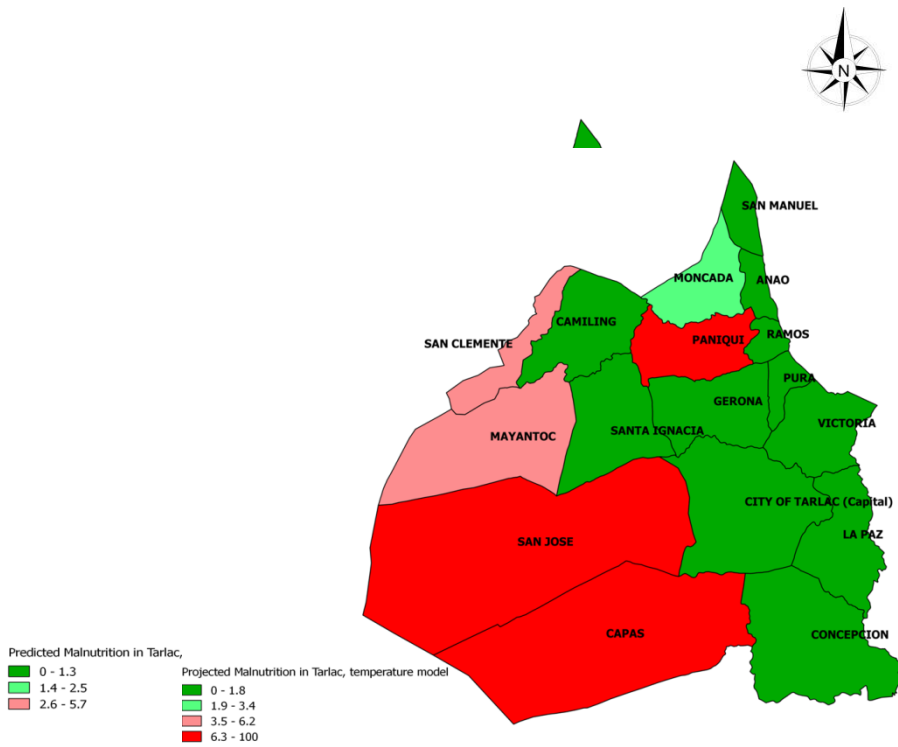 N
SAN MANUEL
MONCADA
ANAO
CAMILING
RAMOS
SAN CLEMENTE
PANIQUI
PURA
GERONA
VICTORIA
SANTA IGNACIA
MAYANTOC
CITY OF TARLAC (Capital)
LA PAZ
SAN JOSE
CAPAS
CONCEPCION
Predicted Malnutrition in Tarlac,
0 - 1.3
1.4 - 2.5
2.6 - 5.7
Projected Malnutrition in Tarlac, temperature model
0 - 1.8
1.9 - 3.4
3.5 - 6.2
6.3 - 100